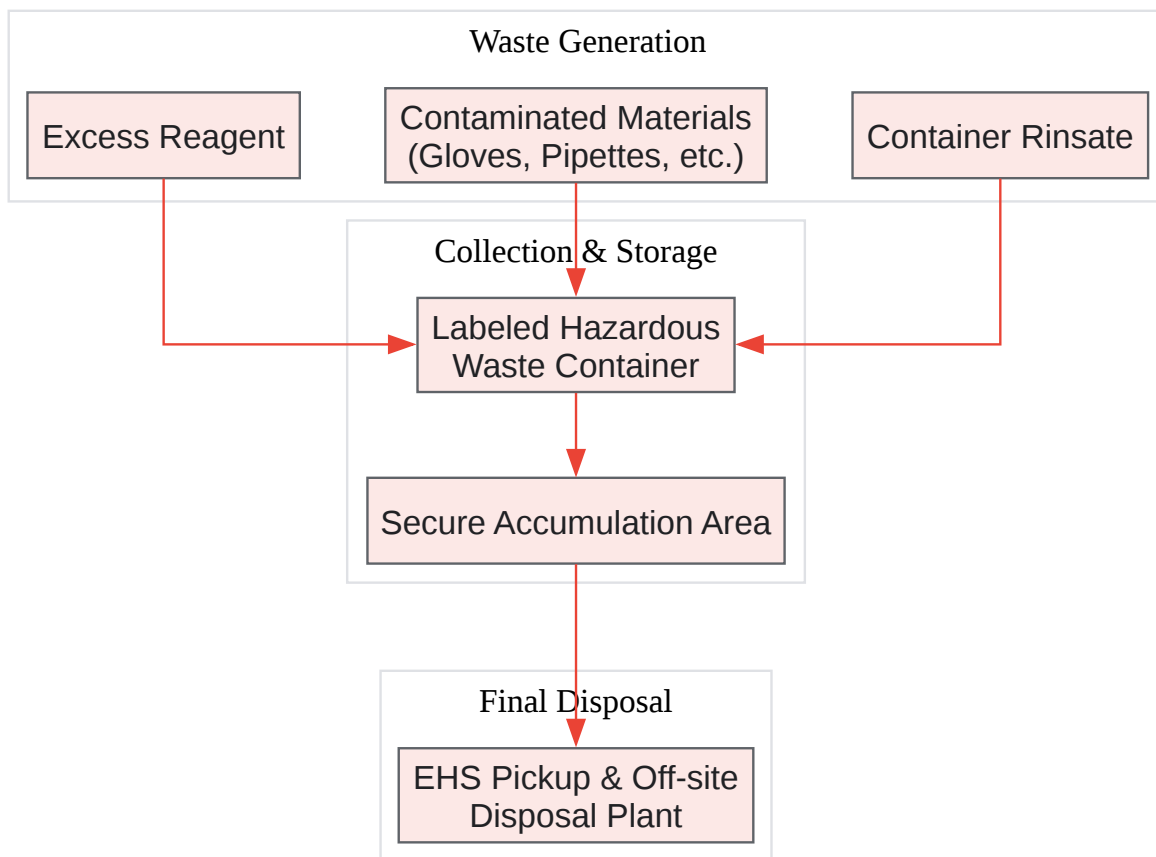 Waste Generation
Excess Reagent
Contaminated Materials
(Gloves, Pipettes, etc.)
Container Rinsate
Collection & Storage
Labeled Hazardous
Waste Container
Secure Accumulation Area
Final Disposal
EHS Pickup & Off-site
Disposal Plant